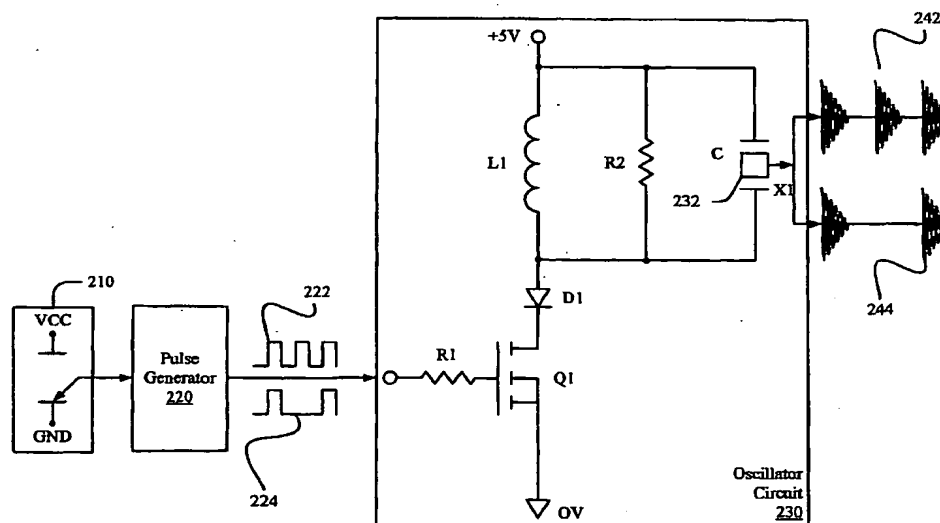 242
+5V
C
L1
R2
X1
232
210
222
D1
244
VCC
Pulse
Generator
220
R1
Q1
GND
224
OV
Oscillator
Circuit
230